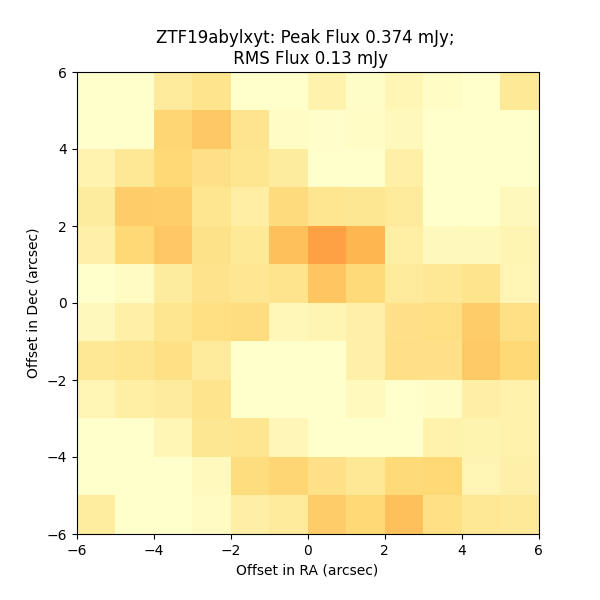 ZTF19abylxyt: Peak Flux 0.374 mJy;
RMS Flux 0.13 mJy
6
4
2
0
−2
−4
−6
Offset in Dec (arcsec)
−6 −4 −2 0 2 4 6
Offset in RA (arcsec)